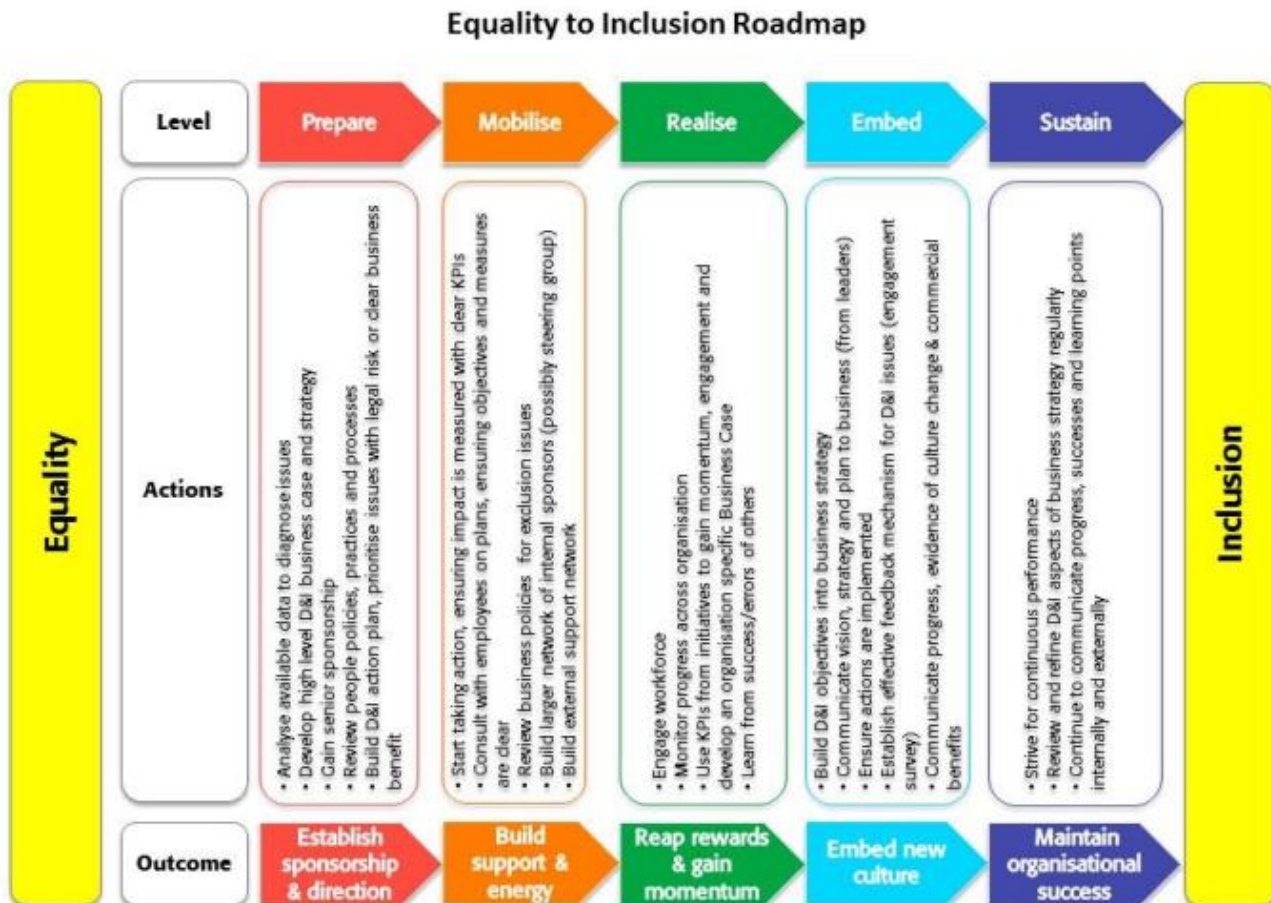 Equality to Inclusion Roadmap
Equality
Level
Prepare
Mobilise
Realise
Embed
Sustain
Actions
• Analyse available data to diagnose issues
• Develop high level D&I business case and strategy
• Gain senior sponsorship
• Review people policies, practices and processes
• Build D&I action plan, prioritise issues with legal risk or clear business
benefit
• Start taking action, ensuring impact is measured with clear KPIs
• Consult with employees on plans, ensuring objectives and measures
are clear
• Review business policies for exclusion issues
• Build larger network of internal sponsors (possibly steering group)
• Build external support network
• Engage workforce
• Monitor progress across organisation
• Use KPIs from initiatives to gain momentum, engagement and
develop an organisation specific Business Case
• Learn from success/errors of others
• Build D&I objectives into business strategy
• Communicate vision, strategy and plan to business (from leaders)
• Ensure actions are implemented
• Establish effective feedback mechanism for D&I issues (engagement
survey)
• Communicate progress, evidence of culture change & commercial
benefits
• Strive for continuous performance
• Review and refine D&I aspects of business strategy regularly
• Continue to communicate progress, successes and learning points
internally and externally
Outcome
Establish
sponsorship
& direction
Build
support &
energy
Reap rewards
& gain
momentum
Embed new
culture
Maintain
organisational
success
Inclusion